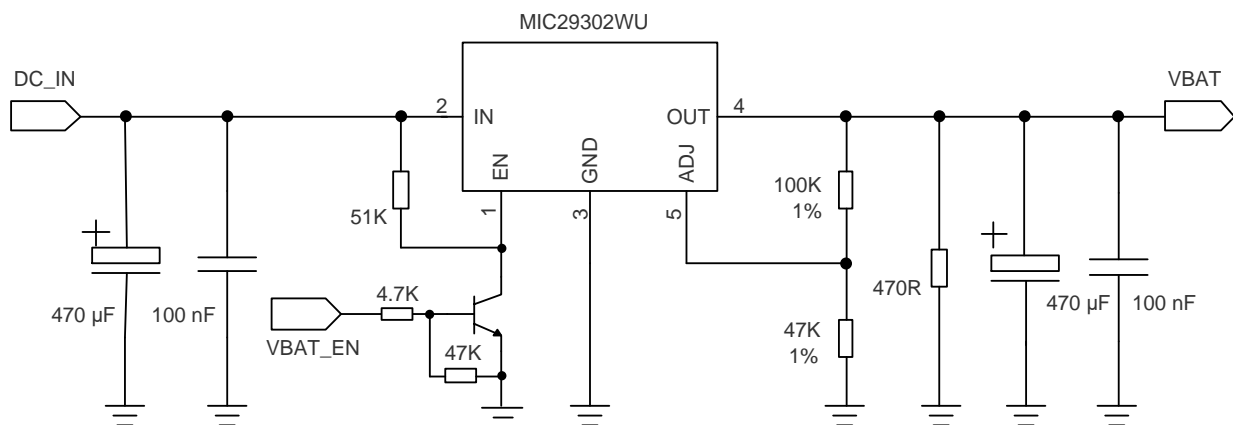 MIC29302WU
DC_IN
VBAT
2
IN
OUT
4
EN
GND
ADJ
1
3
5
51K
100K
1%
470 µF
100 nF
4.7K
VBAT_EN
47K
47K
1%
470R
470 µF
100 nF